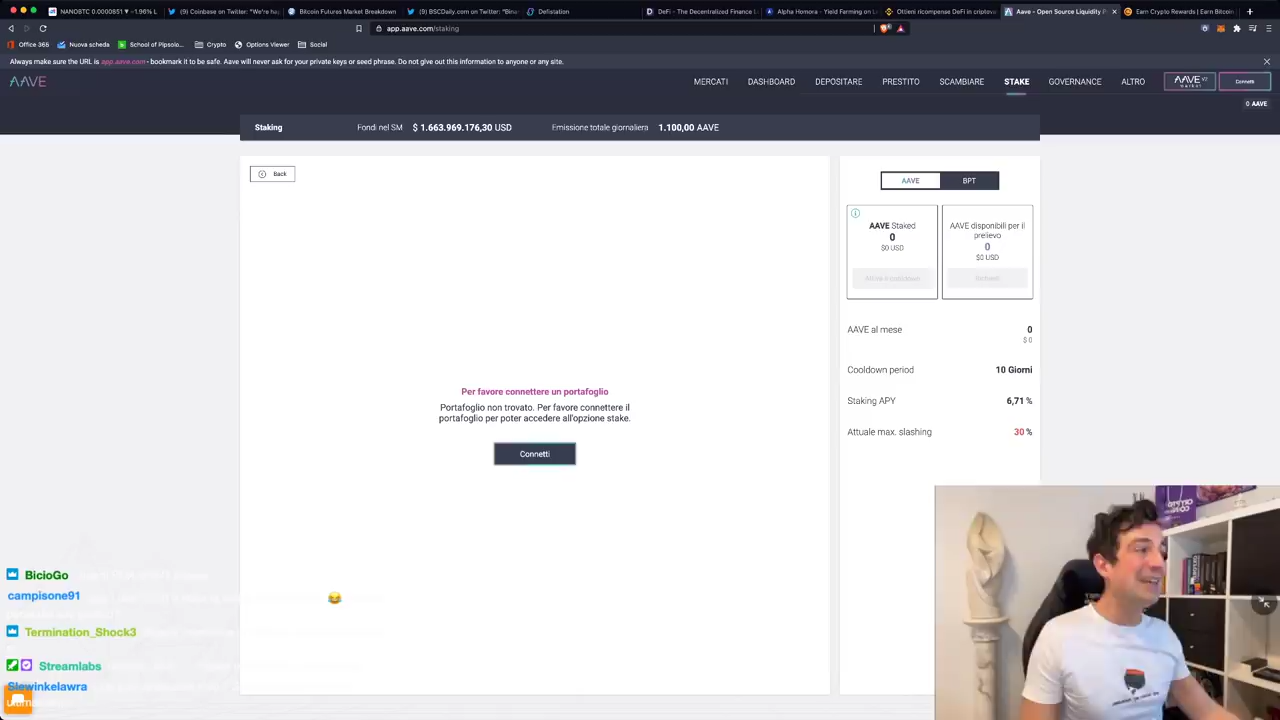 NANOBTC 0.0000851 ▼ −1.96% L
(9) Coinbase on Twitter: "We're ha
Bitcoin Futures Market Breakdown
(9) BSCDaily.com on Twitter: "Bina
Defistation
DeFi - The Decentralized Finance L
Alpha Homora - Yield Farming on L
Ottieni ricompense DeFi in criptov
Aave - Open Source Liquidity P
Earn Crypto Rewards | Earn Bitcoin
app.aave.com/staking
Office 365
Nuova scheda
School of Pipsolo...
Crypto
Options Viewer
Social
Always make sure the URL is app.aave.com - bookmark it to be safe. Aave will never ask for your private keys or seed phrase. Do not give out this information to anyone or any site.
AAVE
MERCATI
DASHBOARD
DEPOSITARE
PRESTITO
SCAMBIARE
STAKE
GOVERNANCE
ALTRO
AAVE V2
market
Connetti
0 AAVE
Staking
Fondi nel SM $ 1.663.969.176,30 USD
Emissione totale giornaliera 1.100,00 AAVE
Back
AAVE
BPT
AAVE Staked
0
$0 USD
Attiva il cooldown
AAVE disponibili per il
prelievo
0
$0 USD
AAVE al mese 0
$ 0
Cooldown period 10 Giorni
Staking APY 6,71 %
Attuale max. slashing 30 %
Per favore connettere un portafoglio
Portafoglio non trovato. Per favore connettere il
portafoglio per poter accedere all'opzione stake.
Connetti
BicioGo
campisone91
Termination_Shock3
Streamlabs
Slewinkelawra